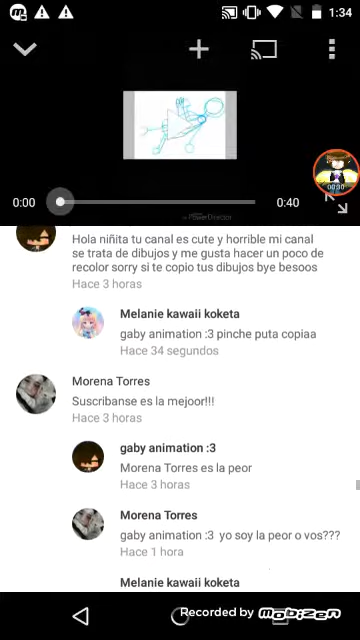 1:34
00:30
0:00
0:40
PowerDirector
Hola niñita tu canal es cute y horrible mi canal
se trata de dibujos y me gusta hacer un poco de
recolor sorry si te copio tus dibujos bye besoos
Hace 3 horas
Melanie kawaii koketa
gaby animation :3 pinche puta copiaa
Hace 34 segundos
Morena Torres
Suscribanse es la mejoor!!!
Hace 3 horas
gaby animation :3
Morena Torres es la peor
Hace 3 horas
Morena Torres
gaby animation :3 yo soy la peor o vos???
Hace 1 hora
Melanie kawaii koketa
Recorded by mobizen